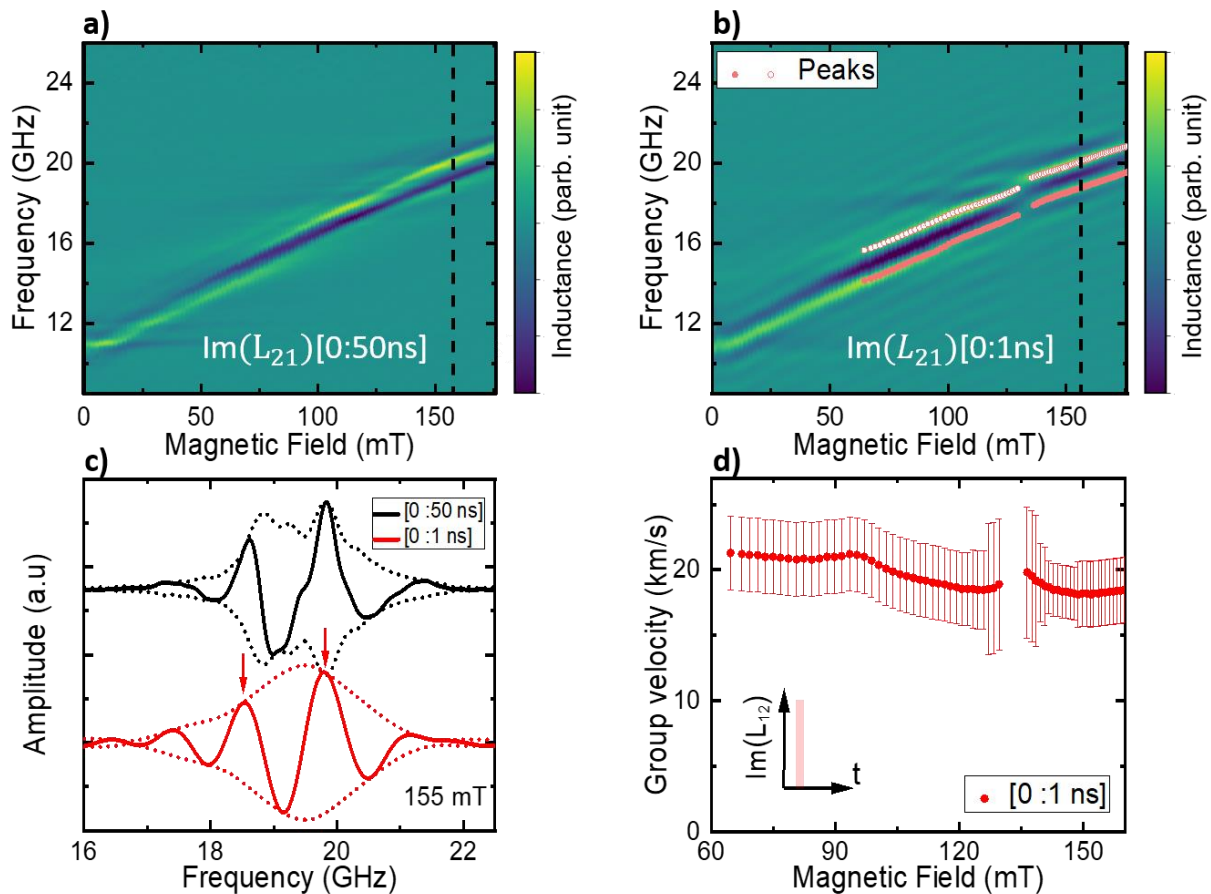 a)
24
20
16
12
Frequency (GHz)
0 50 100 150
Magnetic Field (mT)
Im(L21)[0:50ns]
Inductance (parb. unit)
b)
Peaks
24
20
16
12
Frequency (GHz)
0 50 100 150
Magnetic Field (mT)
Im(L21)[0:1ns]
Inductance (parb. unit)
c)
[0 :50 ns]
[0 :1 ns]
Amplitude (a.u)
155 mT
16 18 20 22
Frequency (GHz)
d)
20
10
0
Group velocity (km/s)
Im(L12)
t
[0 :1 ns]
60 90 120 150
Magnetic Field (mT)